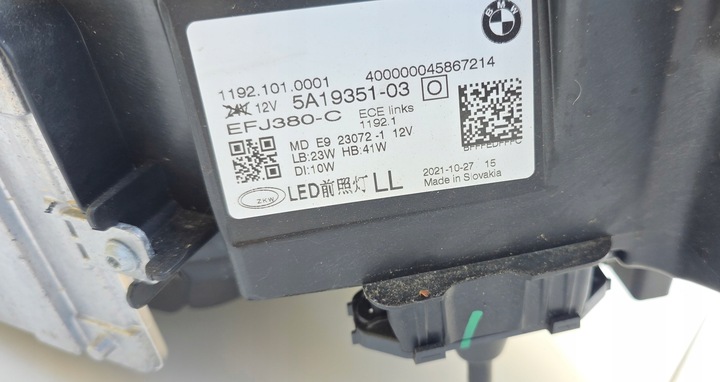 BMW
1192.101.0001 400000045867214
24V 12V 5A19351-03
EFJ380-C ECE links
1192.1
MD E9 23072-1 12V
LB:23W HB:41W
DI:10W
BFFPEDFPFC
2021-10-27 15
Made in Slovakia
ZKW LED前照灯 LL